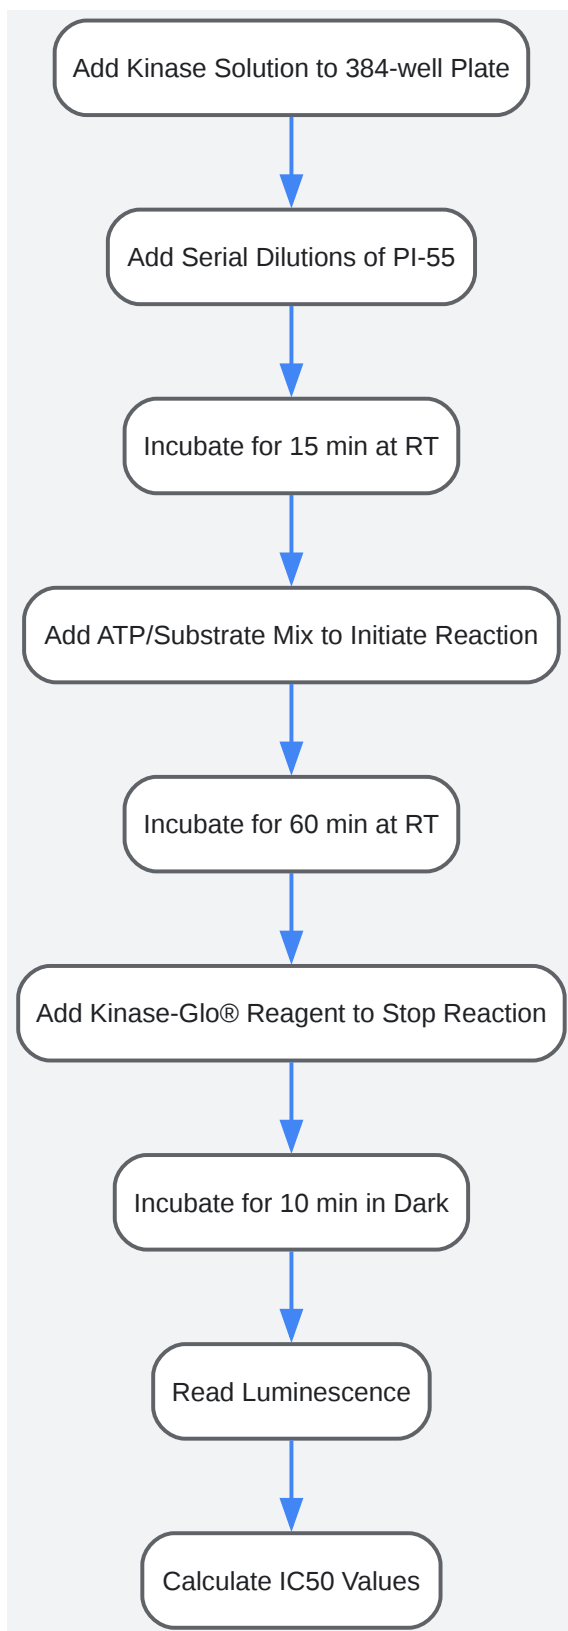 Add Kinase Solution to 384-well Plate
Add Serial Dilutions of PI-55
Incubate for 15 min at RT
Add ATP/Substrate Mix to Initiate Reaction
Incubate for 60 min at RT
Add Kinase-Glo® Reagent to Stop Reaction
Incubate for 10 min in Dark
Read Luminescence
Calculate IC50 Values